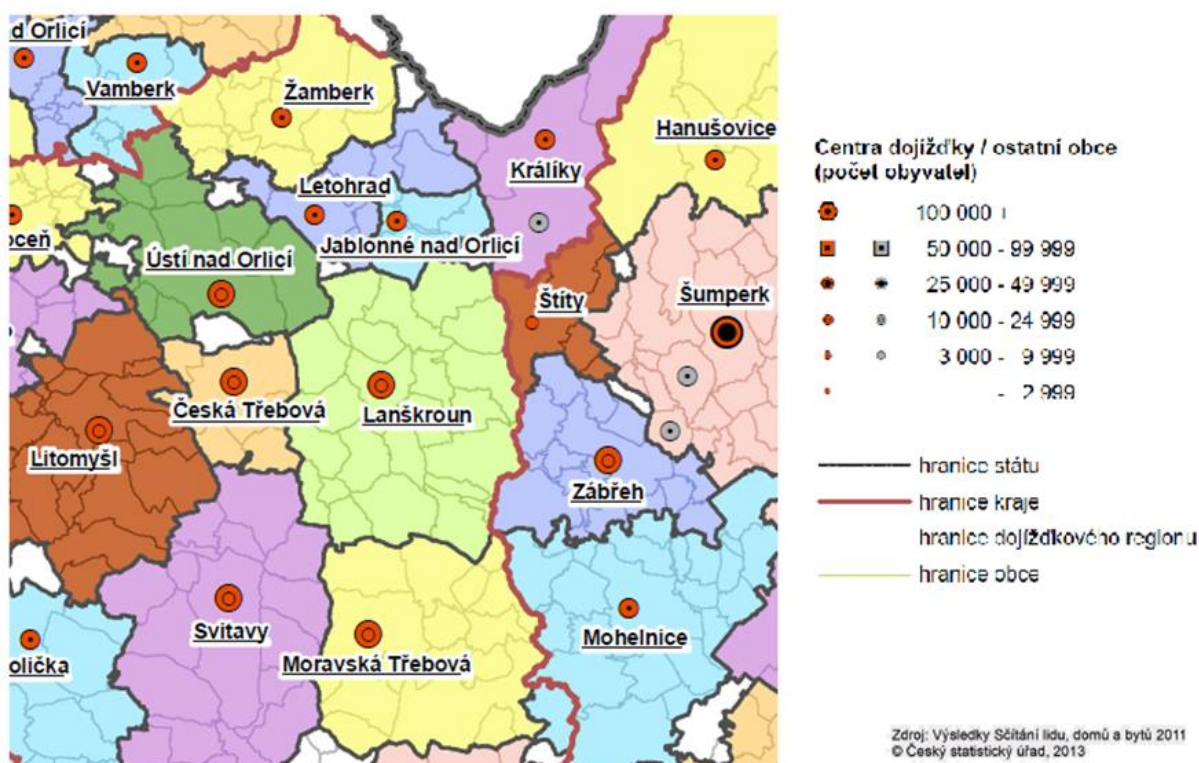 d Orlicí
Vamberk
Žamberk
Hanušovice
Králíky
Letohrad
Jablonné nad Orlicí
oceň
Ústí nad Orlicí
Štíty
Šumperk
Česká Třebová
Lanškroun
Litomyšl
Zábřeh
Svitavy
Mohelnice
olička
Moravská Třebová
Centra dojížďky / ostatní obce
(počet obyvatel)
100 000 +
50 000 - 99 999
25 000 - 49 999
10 000 - 24 999
3 000 - 9 999
- 2 999
hranice státu
hranice kraje
hranice dojížďkového regionu
hranice obce
Zdroj: Výsledky Sčítání lidu, domů a bytů 2011
© Český statistický úřad, 2013